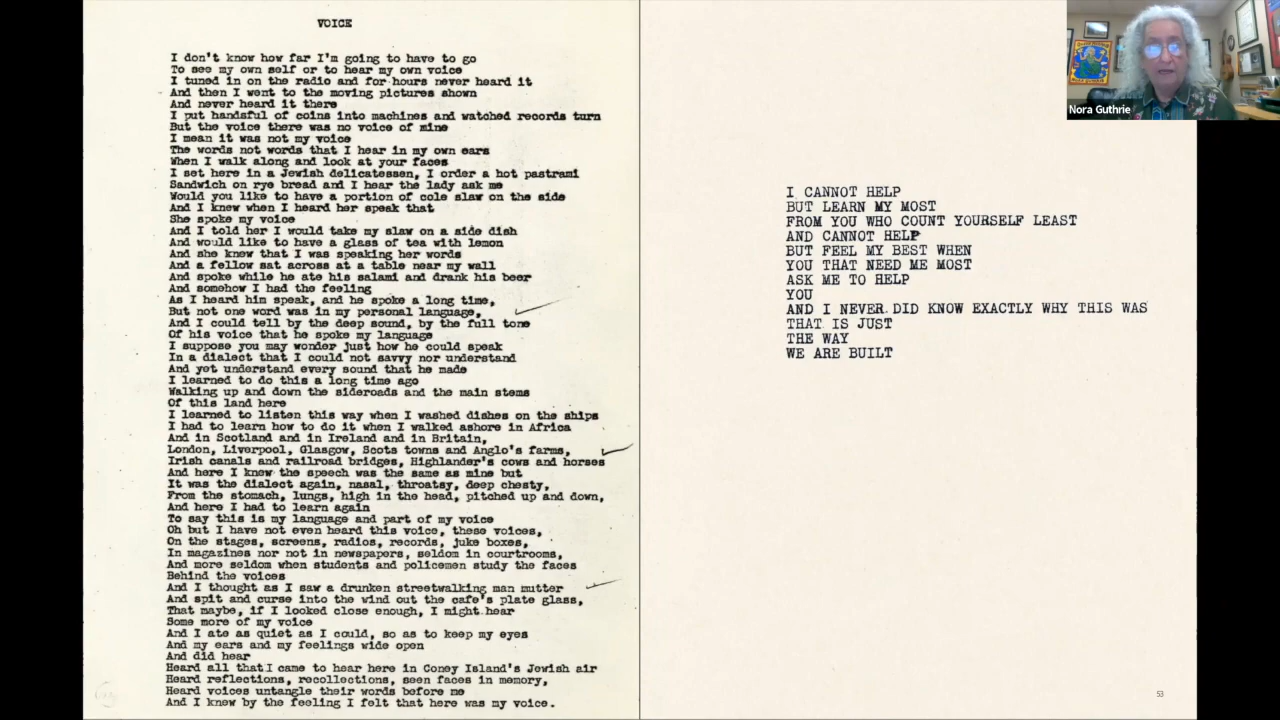 VOICE
I don't know how far I'm going to have to go
To see my own self or to hear my own voice
I tuned in on the radio and for hours never heard it
And then I went to the moving pictures shown
And never heard it there
I put handsful of coins into machines and watched records turn
But the voice there was no voice of mine
I mean it was not my voice
The words not words that I hear in my own ears
When I walk along and look at your faces
I set here in a Jewish delicatessen, I order a hot pastrami
Sandwich on rye bread and I hear the lady ask me
Would you like to have a portion of cole slaw on the side
And I knew when I heard her speak that
She spoke my voice
And I told her I would take my slaw on a side dish
And would like to have a glass of tea with lemon
And she knew that I was speaking her words
And a fellow sat across at a table near my wall
And spoke while he ate his salami and drank his beer
And somehow I had the feeling
As I heard him speak, and he spoke a long time,
But not one word was in my personal language,
And I could tell by the deep sound, by the full tone
Of his voice that he spoke my language
I suppose you may wonder just how he could speak
In a dialect that I could not savvy nor understand
And yet understand every sound that he made
I learned to do this a long time ago
Walking up and down the sideroads and the main stems
Of this land here
I learned to listen this way when I washed dishes on the ships
I had to learn how to do it when I walked ashore in Africa
And in Scotland and in Ireland and in Britain,
London, Liverpool, Glasgow, Scots towns and Anglo's farms,
Irish canals and railroad bridges, Highlander's cows and horses
And here I knew the speech was the same as mine but
It was the dialect again, nasal, throatsy, deep chesty,
From the stomach, lungs, high in the head, pitched up and down,
And here I had to learn again
To say this is my language and part of my voice
Oh but I have not even heard this voice, these voices,
On the stages, screens, radios, records, juke boxes,
In magazines nor not in newspapers, seldom in courtrooms,
And more seldom when students and policemen study the faces
Behind the voices
And I thought as I saw a drunken streetwalking man mutter
And spit and curse into the wind out the cafe's plate glass,
That maybe, if I looked close enough, I might hear
Some more of my voice
And I ate as quiet as I could, so as to keep my eyes
And my ears and my feelings wide open
And did hear
Heard all that I came to hear here in Coney Island's Jewish air
Heard reflections, recollections, seen faces in memory,
Heard voices untangle their words before me
And I knew by the feeling I felt that here was my voice.
I CANNOT HELP
BUT LEARN MY MOST
FROM YOU WHO COUNT YOURSELF LEAST
AND CANNOT HELP
BUT FEEL MY BEST WHEN
YOU THAT NEED ME MOST
ASK ME TO HELP
YOU
AND I NEVER DID KNOW EXACTLY WHY THIS WAS
THAT IS JUST
THE WAY
WE ARE BUILT
53
Nora Guthrie